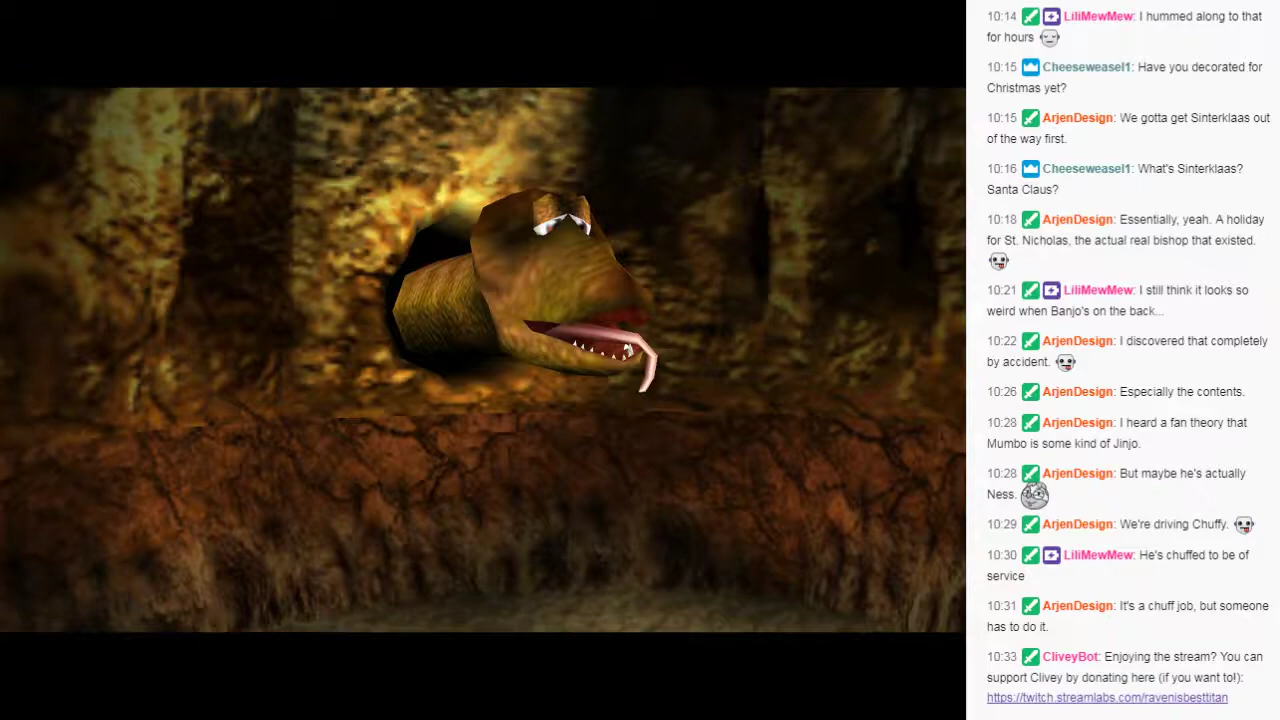 10:14 LiliMewMew: I hummed along to that
for hours
10:15 Cheeseweasel1: Have you decorated for
Christmas yet?
10:15 ArjenDesign: We gotta get Sinterklaas out
of the way first.
10:16 Cheeseweasel1: What's Sinterklaas?
Santa Claus?
10:18 ArjenDesign: Essentially, yeah. A holiday
for St. Nicholas, the actual real bishop that existed.
10:21 LiliMewMew: I still think it looks so
weird when Banjo's on the back...
10:22 ArjenDesign: I discovered that completely
by accident.
10:26 ArjenDesign: Especially the contents.
10:28 ArjenDesign: I heard a fan theory that
Mumbo is some kind of Jinjo.
10:28 ArjenDesign: But maybe he's actually
Ness.
10:29 ArjenDesign: We're driving Chuffy.
10:30 LiliMewMew: He's chuffed to be of
service
10:31 ArjenDesign: It's a chuff job, but someone
has to do it.
10:33 CliveyBot: Enjoying the stream? You can
support Clivey by donating here (if you want to!):
https://twitch.streamlabs.com/ravenisbesttitan